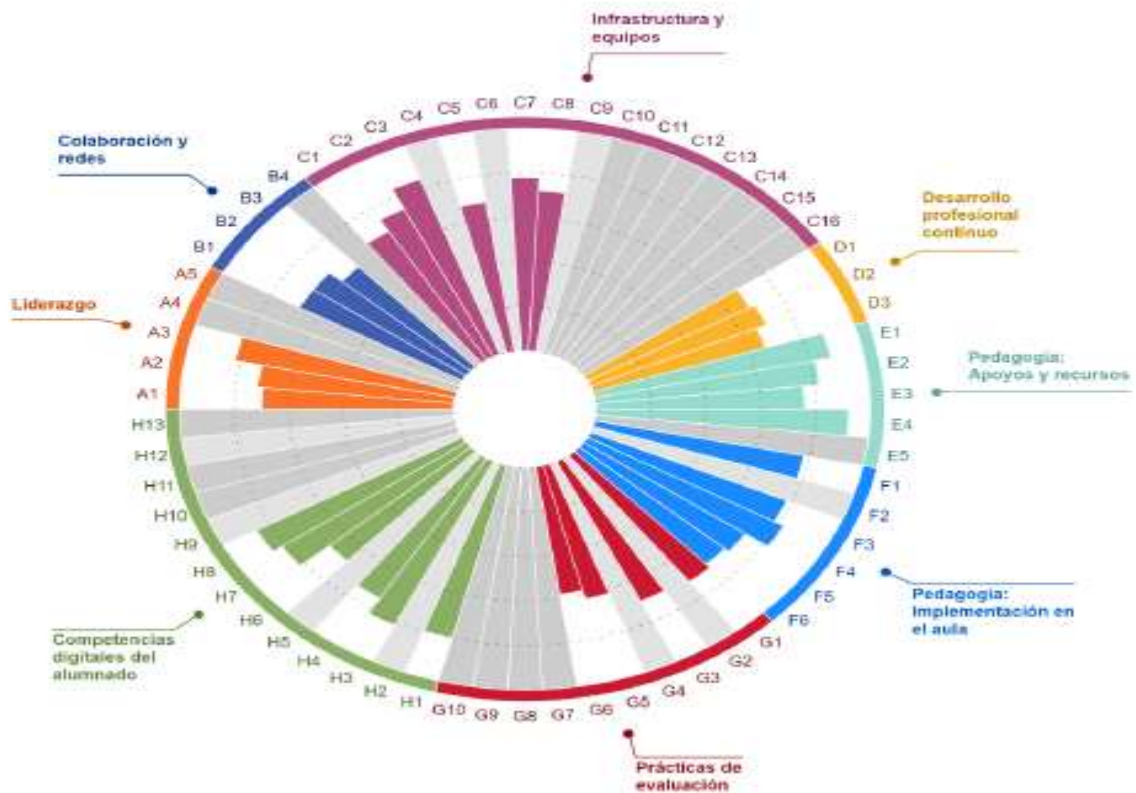 Infraestructura y
equipos
Colaboración y
redes
Liderazgo
Competencias
digitales del
alumnado
Prácticas de
evaluación
Pedagogía:
Implementación en
el aula
Pedagogía:
Apoyos y recursos
Desarrollo
profesional
continuo
A1
A2
A3
A4
A5
B1
B2
B3
B4
C1
C2
C3
C4
C5
C6
C7
C8
C9
C10
C11
C12
C13
C14
C15
C16
D1
D2
D3
E1
E2
E3
E4
E5
F1
F2
F3
F4
F5
F6
G1
G2
G3
G4
G5
G6
G7
G8
G9
G10
H1
H2
H3
H4
H5
H6
H7
H8
H9
H10
H11
H12
H13